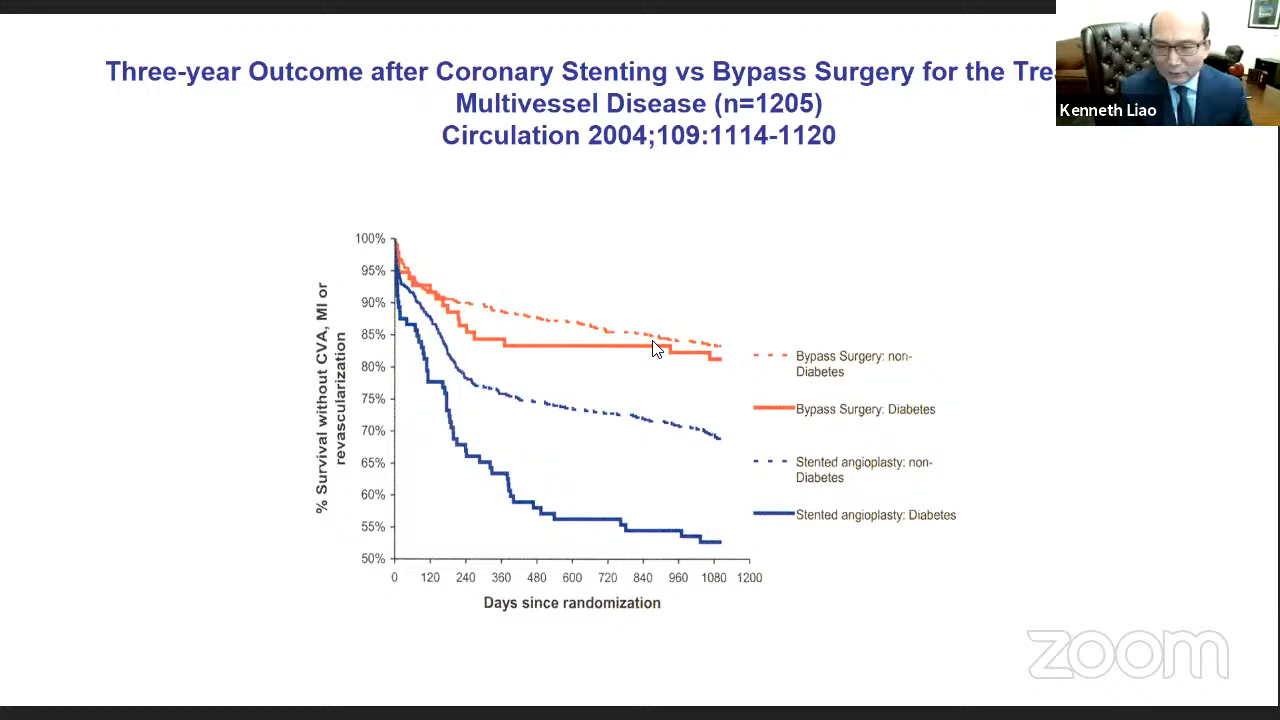 Three-year Outcome after Coronary Stenting vs Bypass Surgery for the
Multivessel Disease (n=1205)
Circulation 2004;109:1114-1120
Kenneth Liao
% Survival without CVA, MI or
revascularization
100%
95%
90%
85%
80%
75%
70%
65%
60%
55%
50%
0 120 240 360 480 600 720 840 960 1080 1200
Days since randomization
Bypass Surgery: non-
Diabetes
Bypass Surgery: Diabetes
Stented angioplasty: non-
Diabetes
Stented angioplasty: Diabetes
zoom